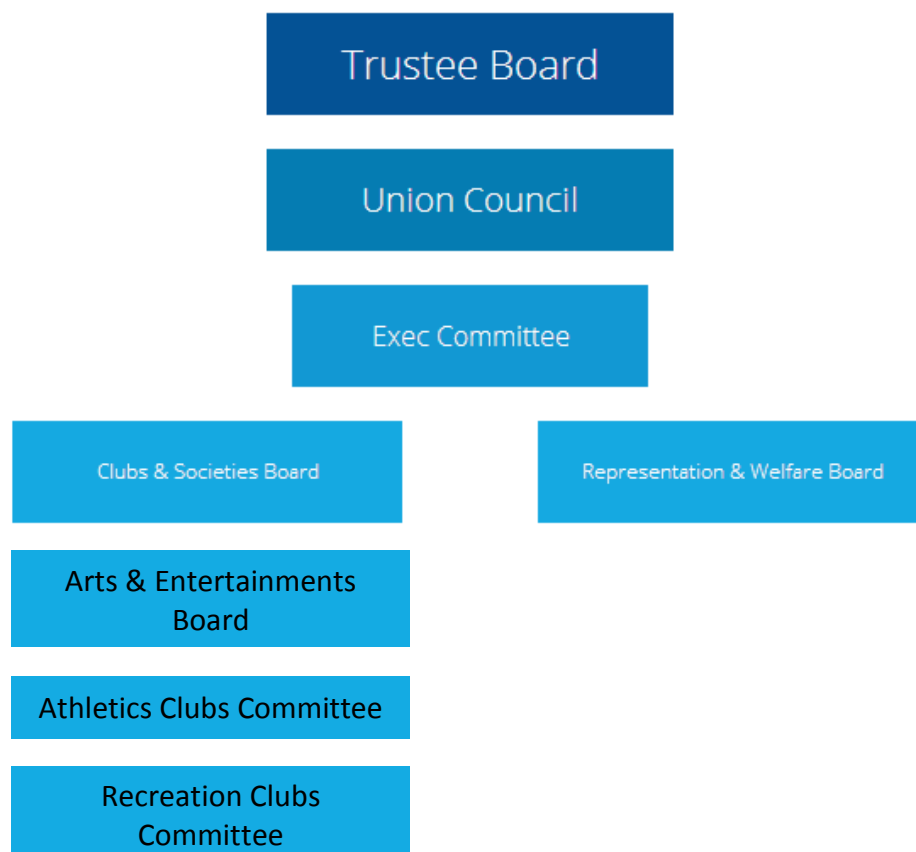 Trustee Board
Union Council
Exec Committee
Clubs & Societies Board
Representation & Welfare Board
Arts & Entertainments
Board
Athletics Clubs Committee
Recreation Clubs
Committee